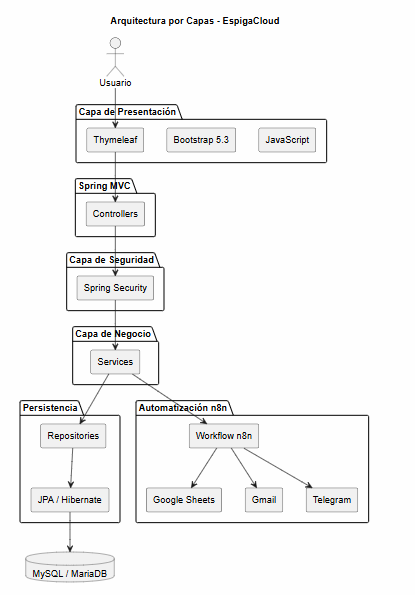 Arquitectura por Capas - EspigaCloud
Usuario
Capa de Presentación
Thymeleaf
Bootstrap 5.3
JavaScript
Spring MVC
Controllers
Capa de Seguridad
Spring Security
Capa de Negocio
Services
Persistencia
Automatización n8n
Repositories
Workflow n8n
JPA / Hibernate
Google Sheets
Gmail
Telegram
MySQL / MariaDB